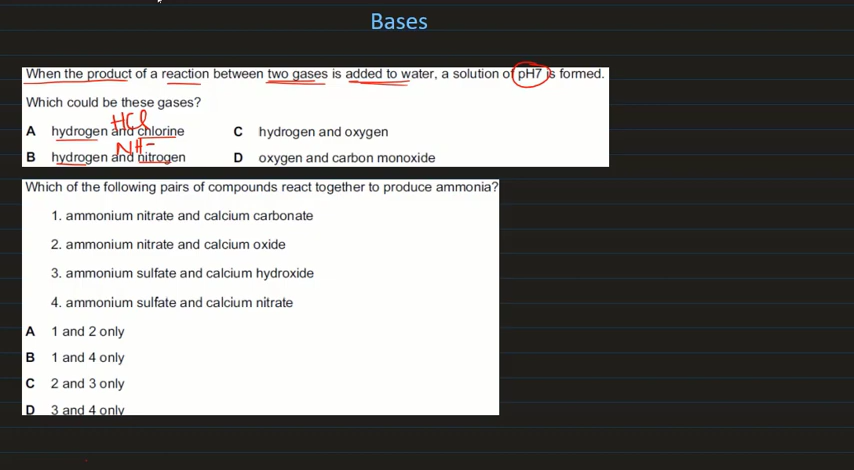 Bases
When the product of a reaction between two gases is added to water, a solution of pH7 is formed.
Which could be these gases?
HCl
A hydrogen and chlorine C hydrogen and oxygen
NH
B hydrogen and nitrogen D oxygen and carbon monoxide
Which of the following pairs of compounds react together to produce ammonia?
1. ammonium nitrate and calcium carbonate
2. ammonium nitrate and calcium oxide
3. ammonium sulfate and calcium hydroxide
4. ammonium sulfate and calcium nitrate
A 1 and 2 only
B 1 and 4 only
C 2 and 3 only
D 3 and 4 only